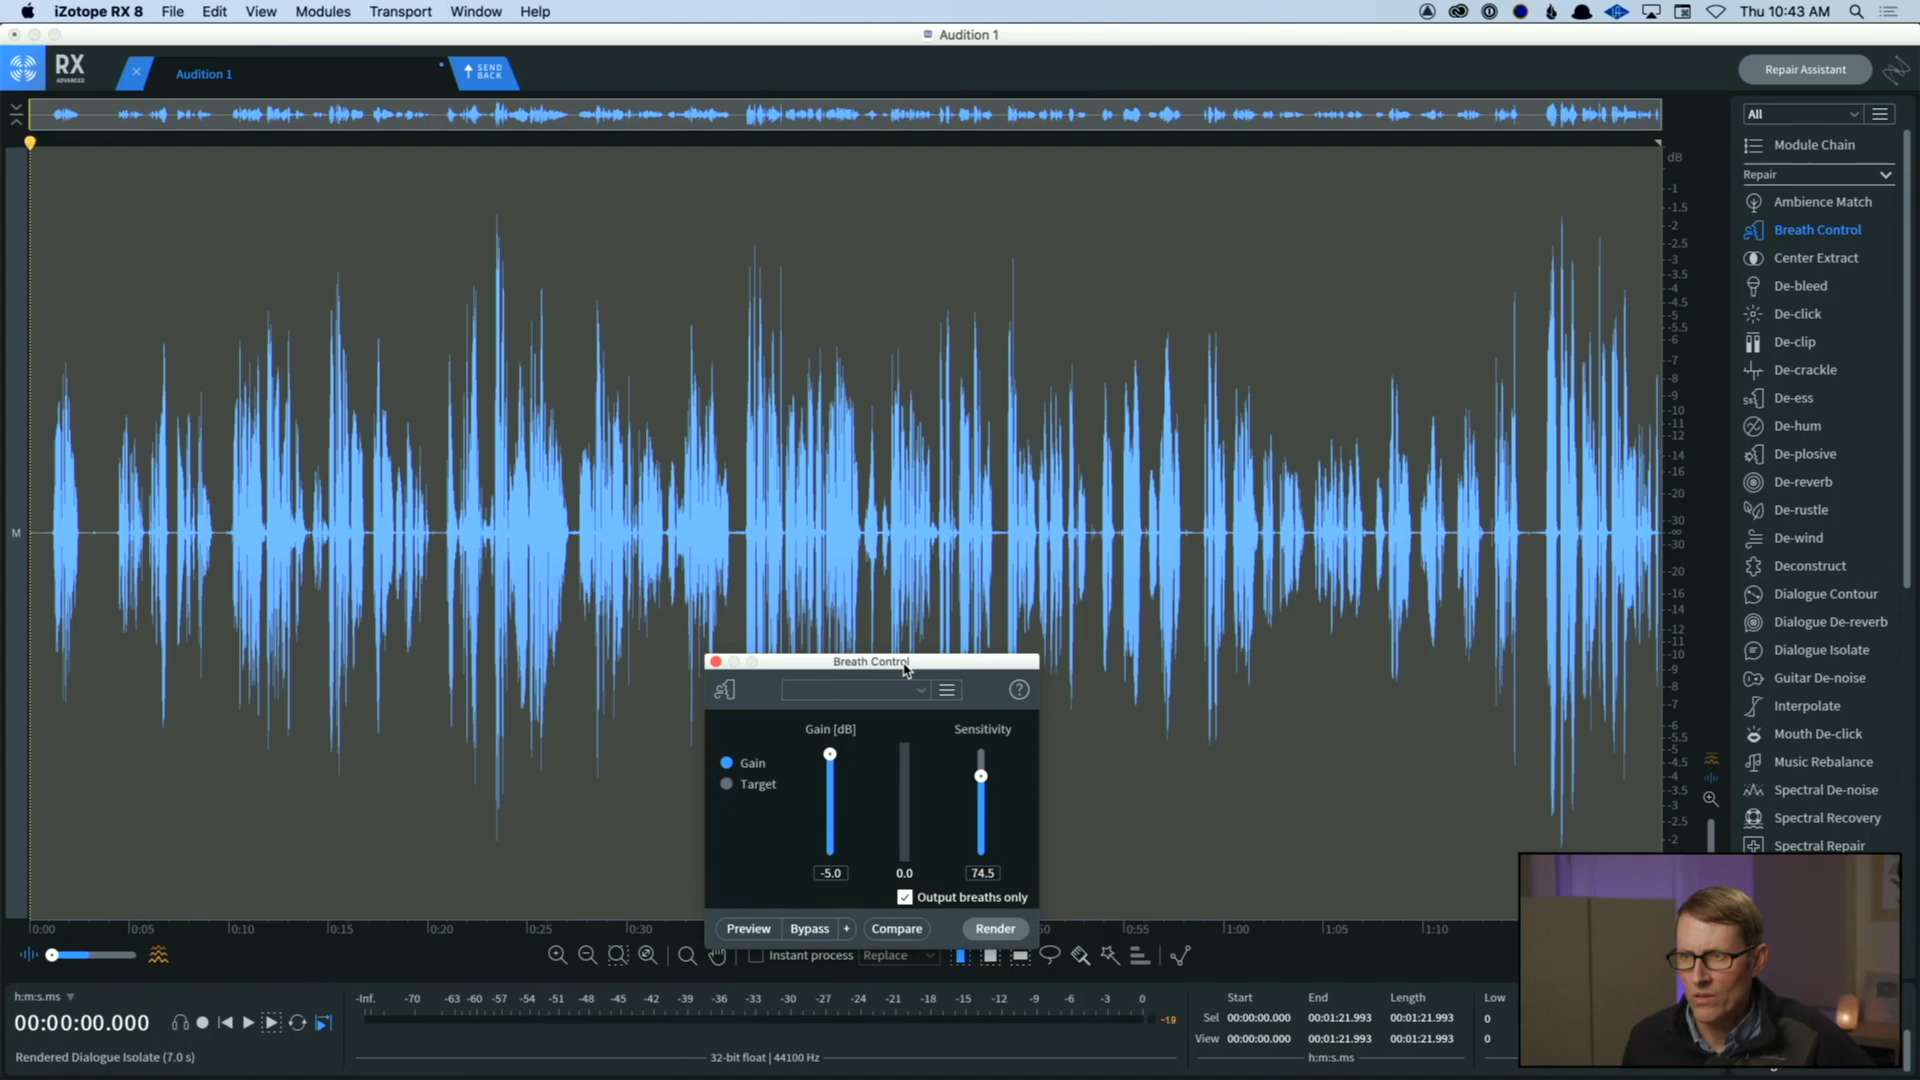 iZotope RX 8 File Edit View Modules Transport Window Help Thu 10:43 AM
Audition 1
RX
ADVANCED
Audition 1
SEND
BACK
Repair Assistant
All
Module Chain
Repair
Ambience Match
Breath Control
Center Extract
De-bleed
De-click
De-clip
De-crackle
De-ess
De-hum
De-plosive
De-reverb
De-rustle
De-wind
Deconstruct
Dialogue Contour
Dialogue De-reverb
Dialogue Isolate
Guitar De-noise
Interpolate
Mouth De-click
Music Rebalance
Spectral De-noise
Spectral Recovery
Spectral Repair
dB
-1
-1.5
-2
-2.5
-3
-3.5
-4
-4.5
-5
-5.5
-6
-7
-8
-9
-10
-11
-12
-14
-16
-20
-30
-∞
-30
-20
-16
-14
-12
-11
-10
-9
-8
-7
-6
-5.5
-5
-4.5
-4
-3.5
-3
-2.5
-2
M
Breath Control
?
Gain [dB] Sensitivity
Gain
Target
-5.0 0.0 74.5
Output breaths only
Preview Bypass + Compare Render
0:00 0:05 0:10 0:15 0:20 0:25 0:30 0:55 1:00 1:05 1:10
Instant process Replace
h:m:s.ms
00:00:00.000
Rendered Dialogue Isolate (7.0 s)
-Inf. -70 -63 -60 -57 -54 -51 -48 -45 -42 -39 -36 -33 -30 -27 -24 -21 -18 -15 -12 -9 -6 -3 0
-19
32-bit float | 44100 Hz
Start End Length Low
Sel 00:00:00.000 00:01:21.993 00:01:21.993 0
View 00:00:00.000 00:01:21.993 00:01:21.993 0
h:m:s.ms